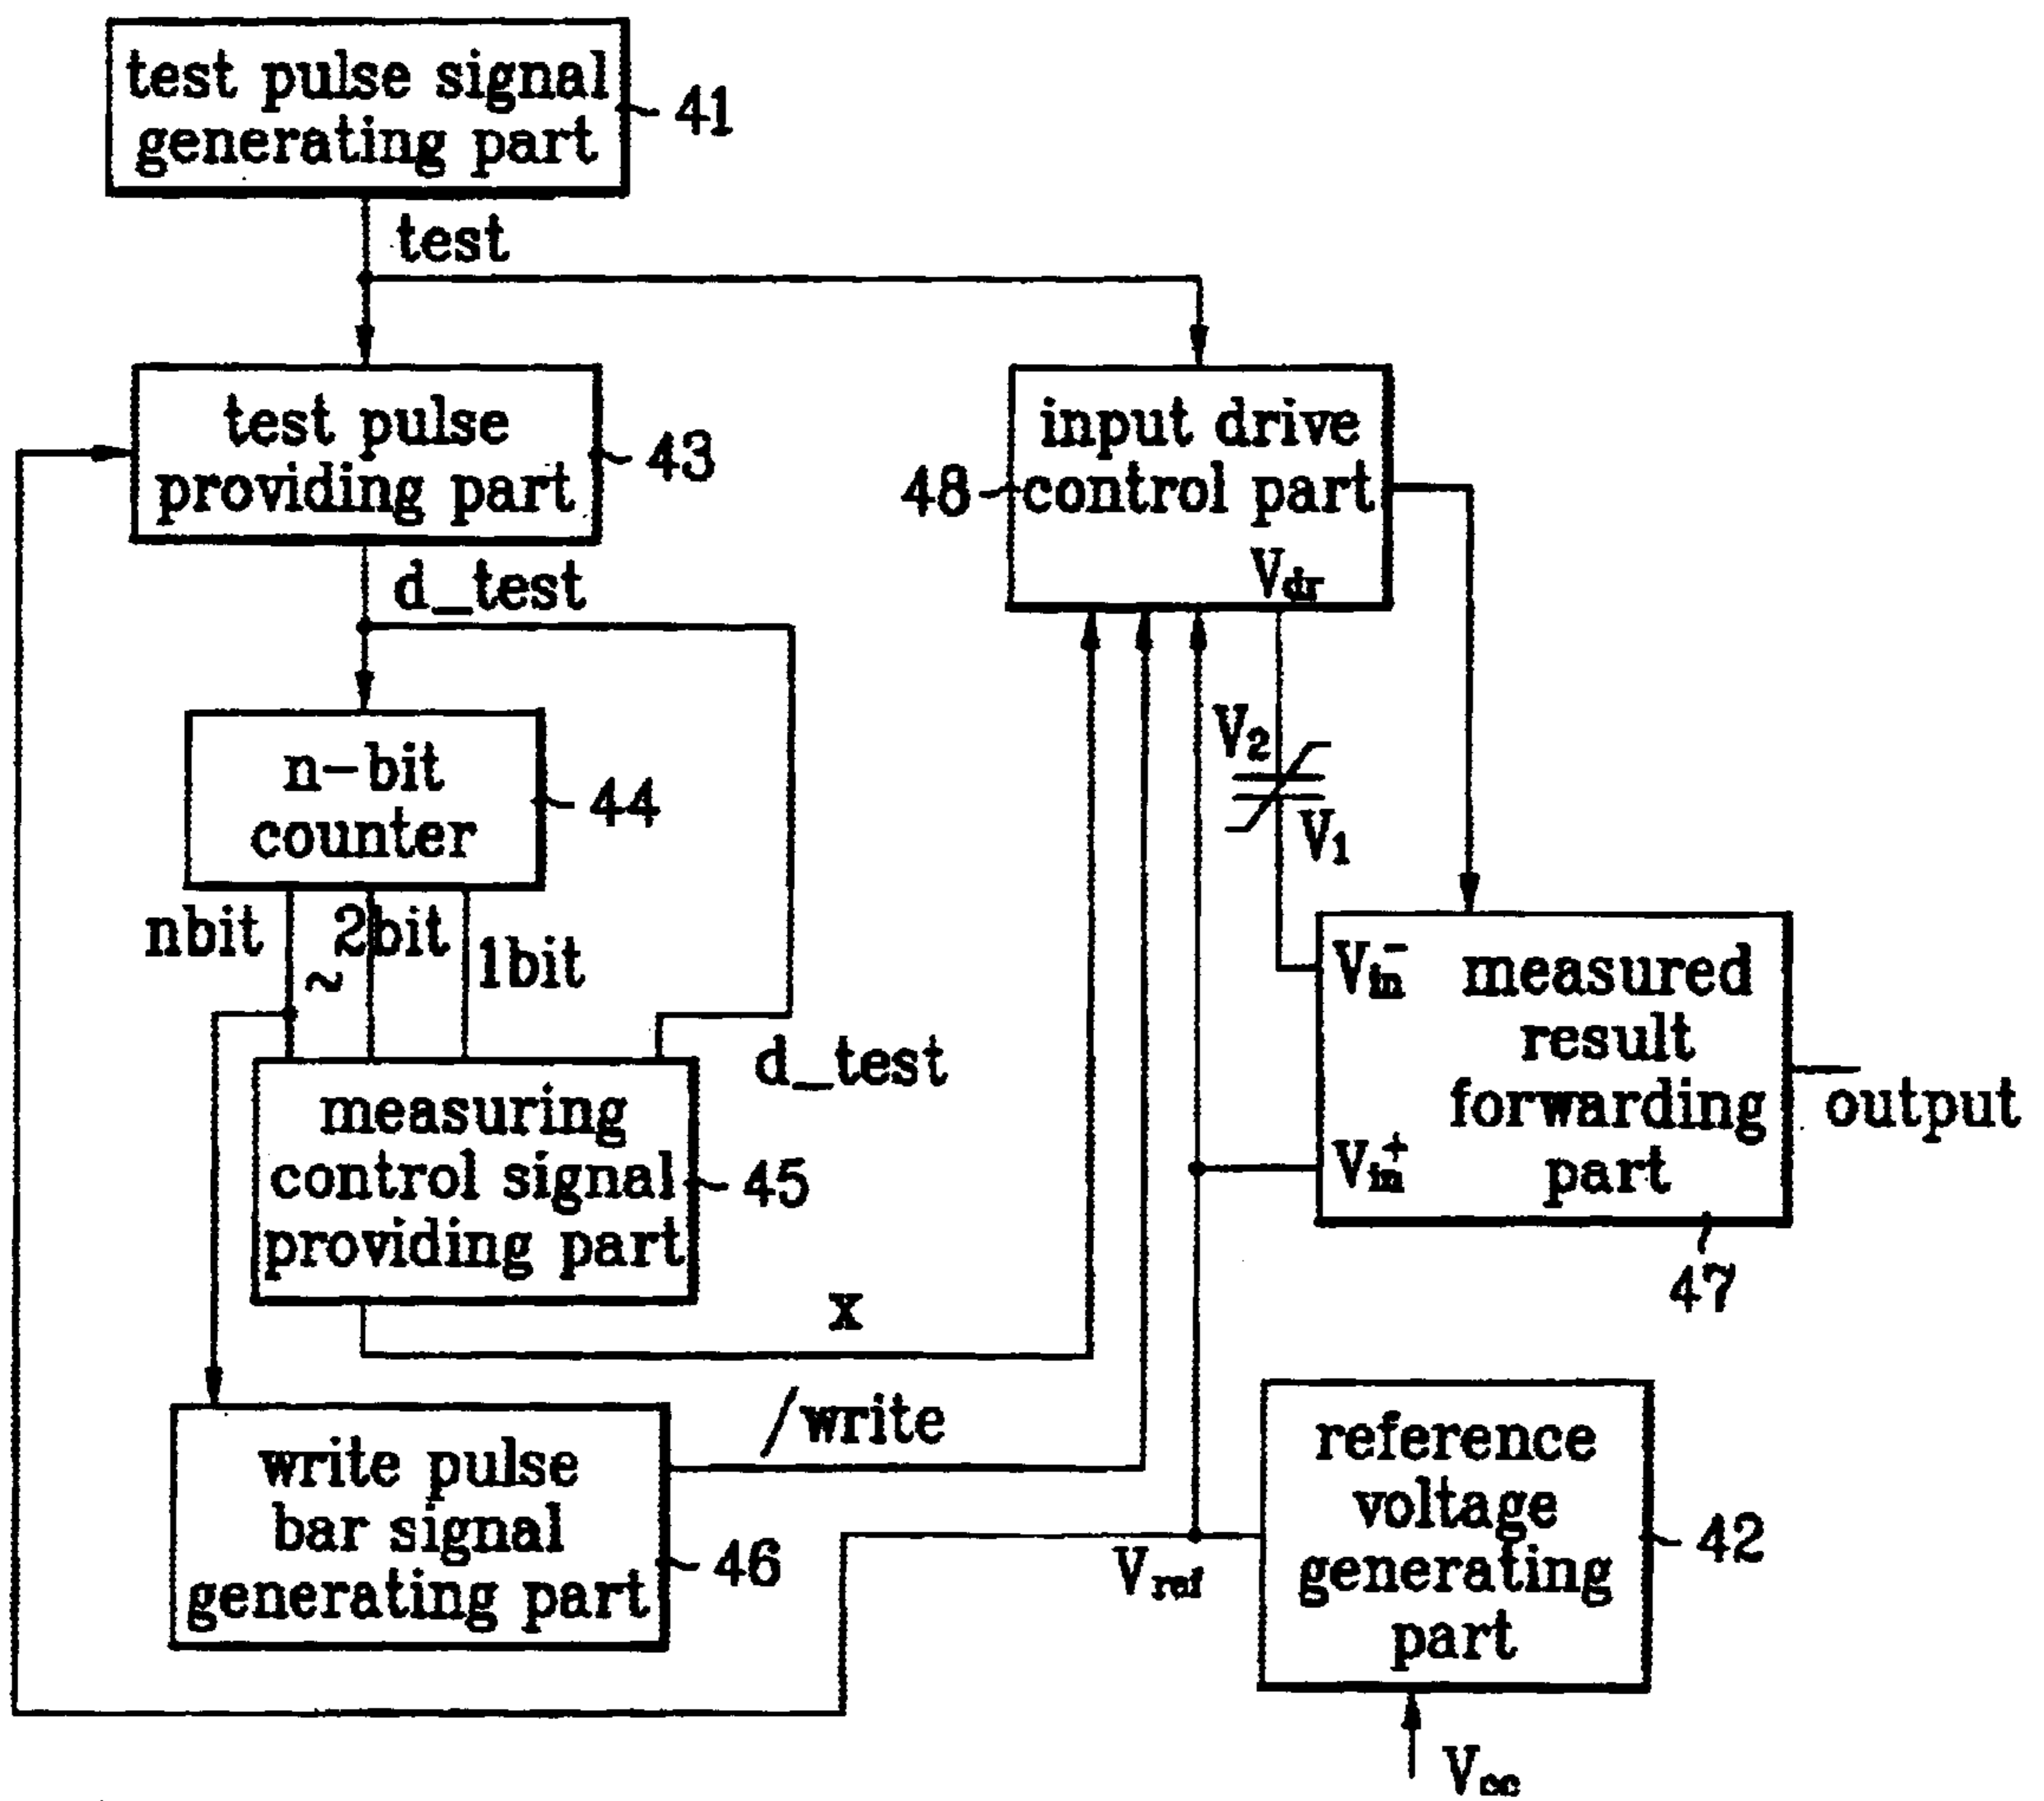 test pulse signal
generating part
41
test
test pulse
providing part
43
input drive
control part
48
Vdr
d_test
n-bit
counter
44
V2
V1
nbit
~
2bit
1bit
d_test
Vin-
measured
result
forwarding
part
Vin+
output
47
measuring
control signal
providing part
45
x
/write
write pulse
bar signal
generating part
46
Vref
reference
voltage
generating
part
42
Vcc